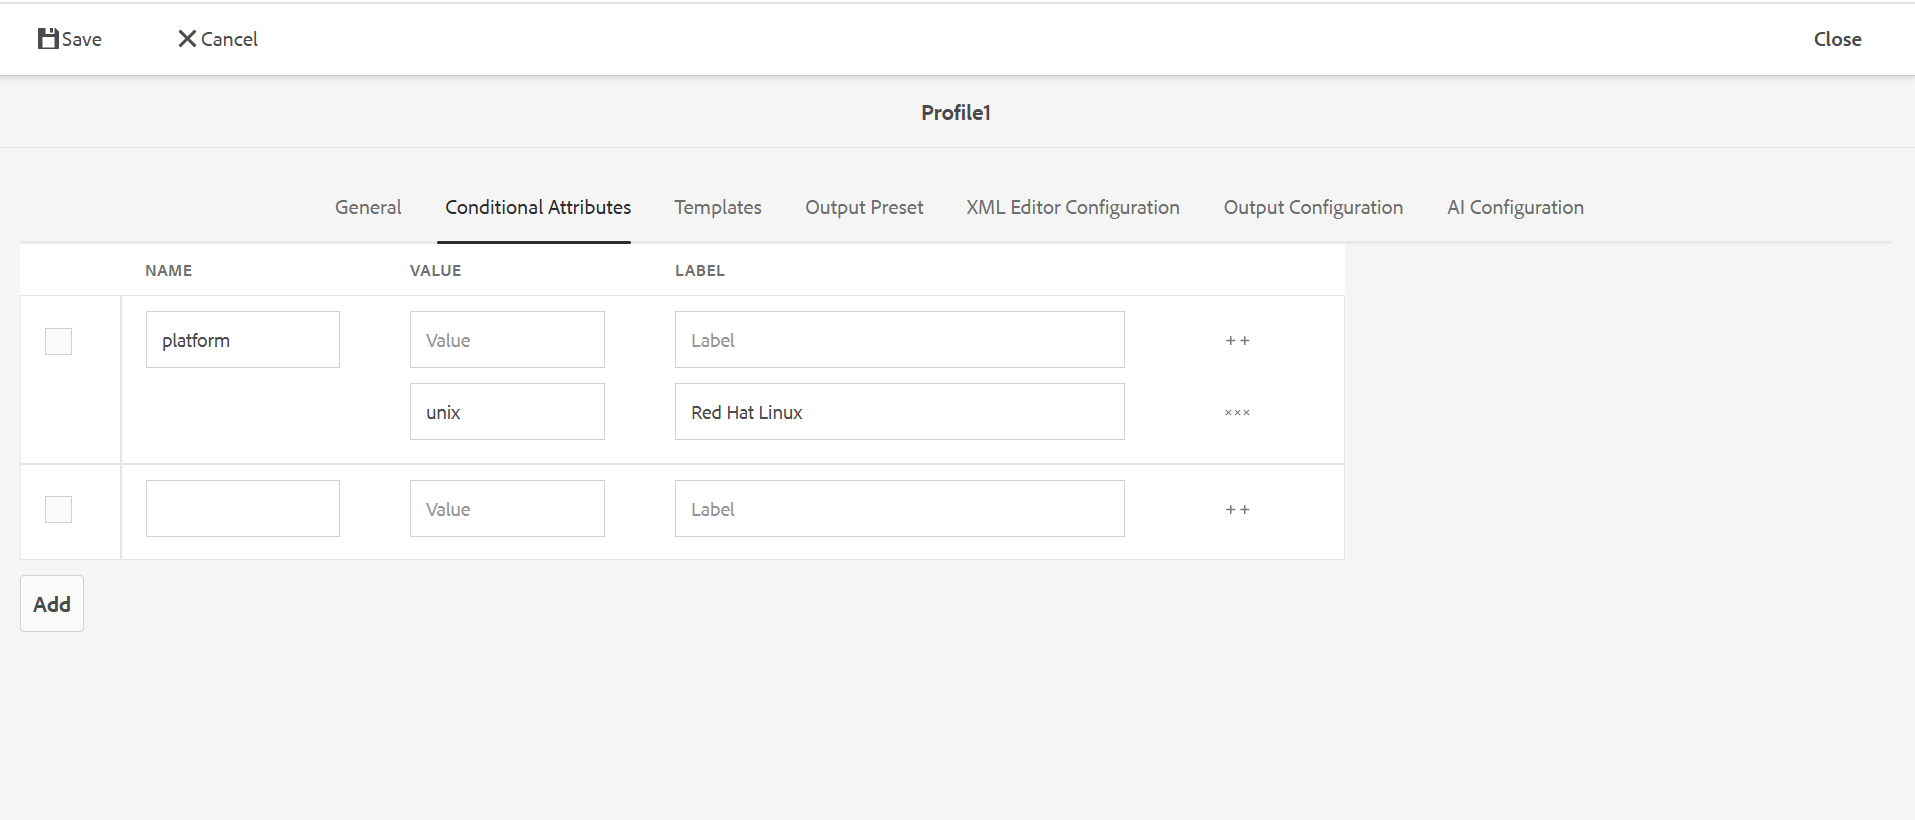 Save Cancel Close
Profile1
General Conditional Attributes Templates Output Preset XML Editor Configuration Output Configuration AI Configuration
NAME VALUE LABEL
platform Value Label ++
unix Red Hat Linux ×××
Value Label ++
Add